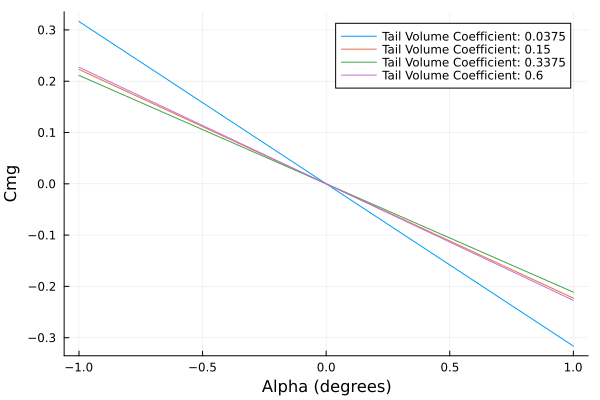 Tail Volume Coefficient: 0.0375
Tail Volume Coefficient: 0.15
Tail Volume Coefficient: 0.3375
Tail Volume Coefficient: 0.6
0.3
0.2
0.1
0.0
−0.1
−0.2
−0.3
Cmg
−1.0 −0.5 0.0 0.5 1.0
Alpha (degrees)